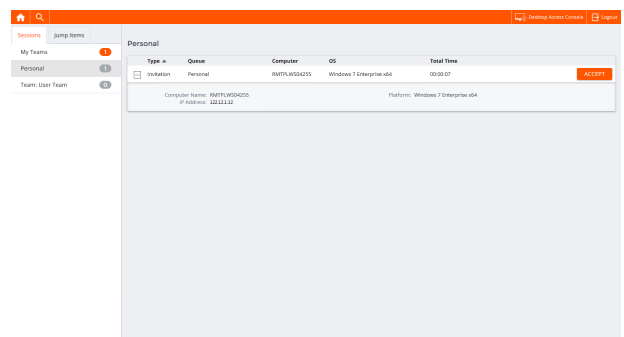 Desktop Access Console Logout
Sessions Jump Items
My Teams 1
Personal 1
Team: User Team 0
Personal
Type Queue Computer OS Total Time
Invitation Personal RMTPLWS04255 Windows 7 Enterprise x64 00:00:07 ACCEPT
Computer Name: RMTPLWS04255 Platform: Windows 7 Enterprise x64
IP Address: 122.12.1.12